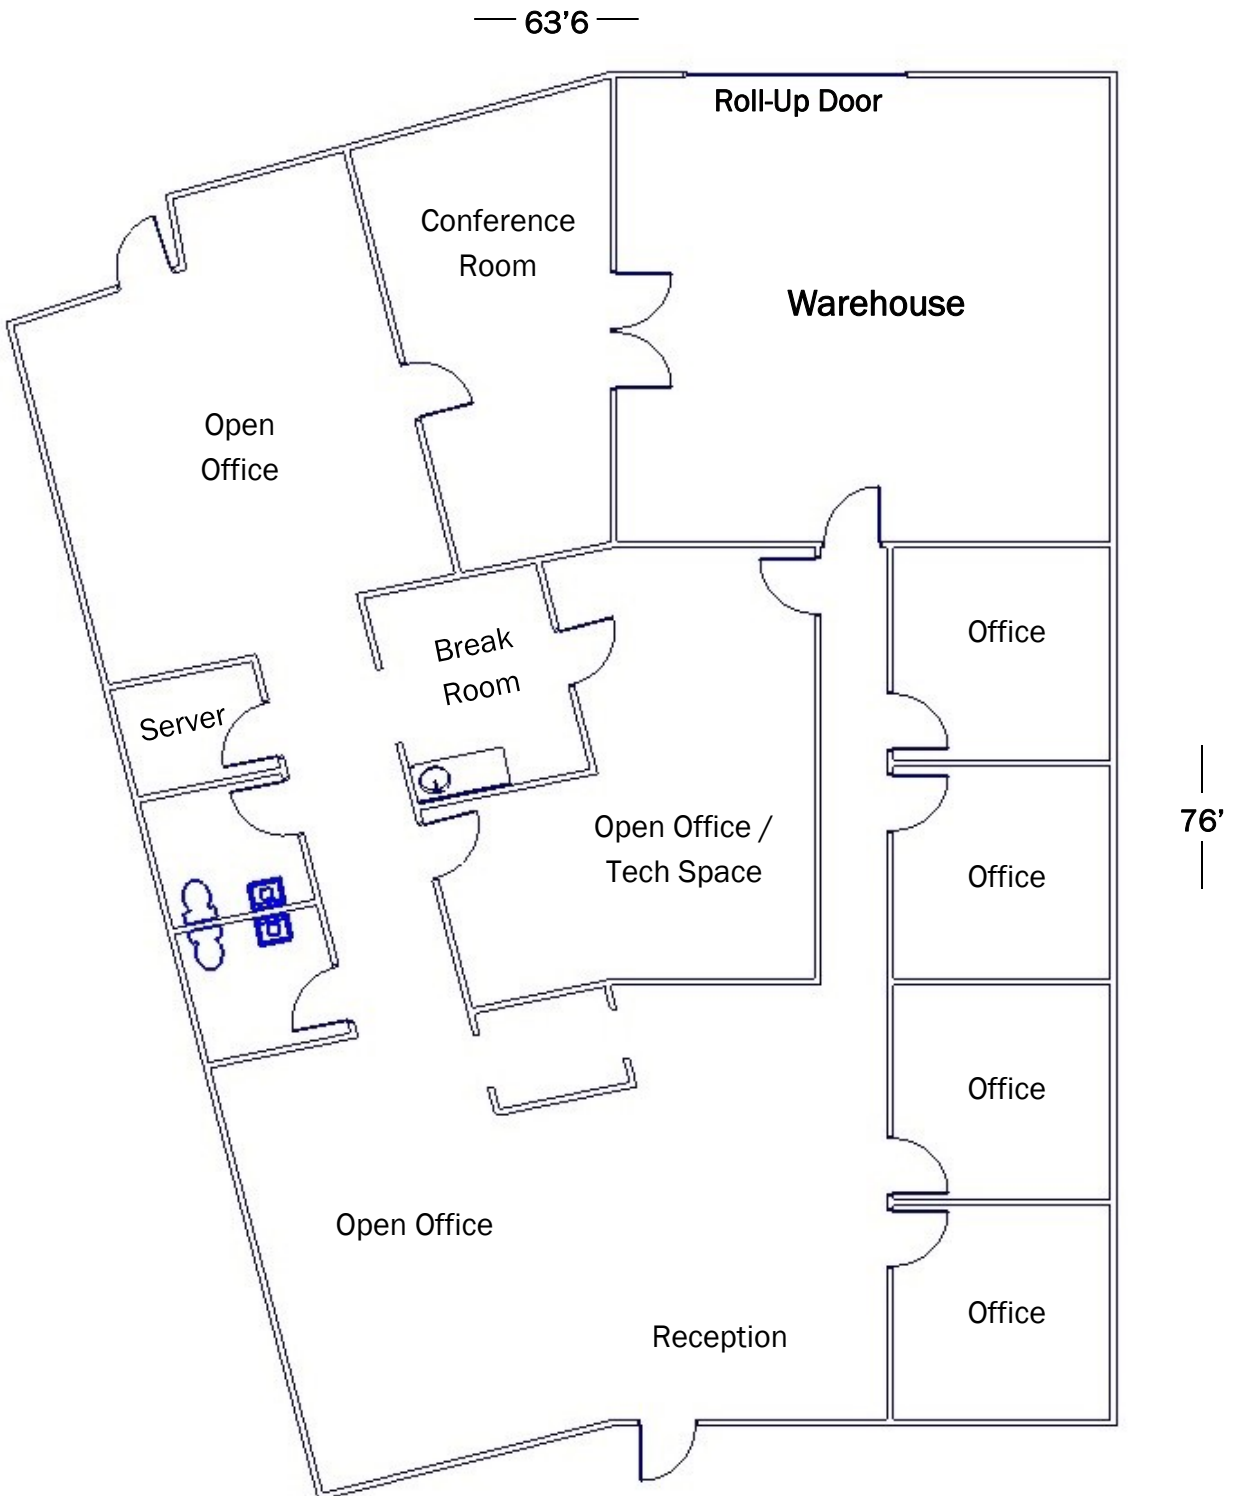 63’6
Roll-Up Door
Conference
Room
Warehouse
Open
Office
Break
Room
Office
Server
76’
Open Office /
Tech Space
Office
Office
Open Office
Office
Reception